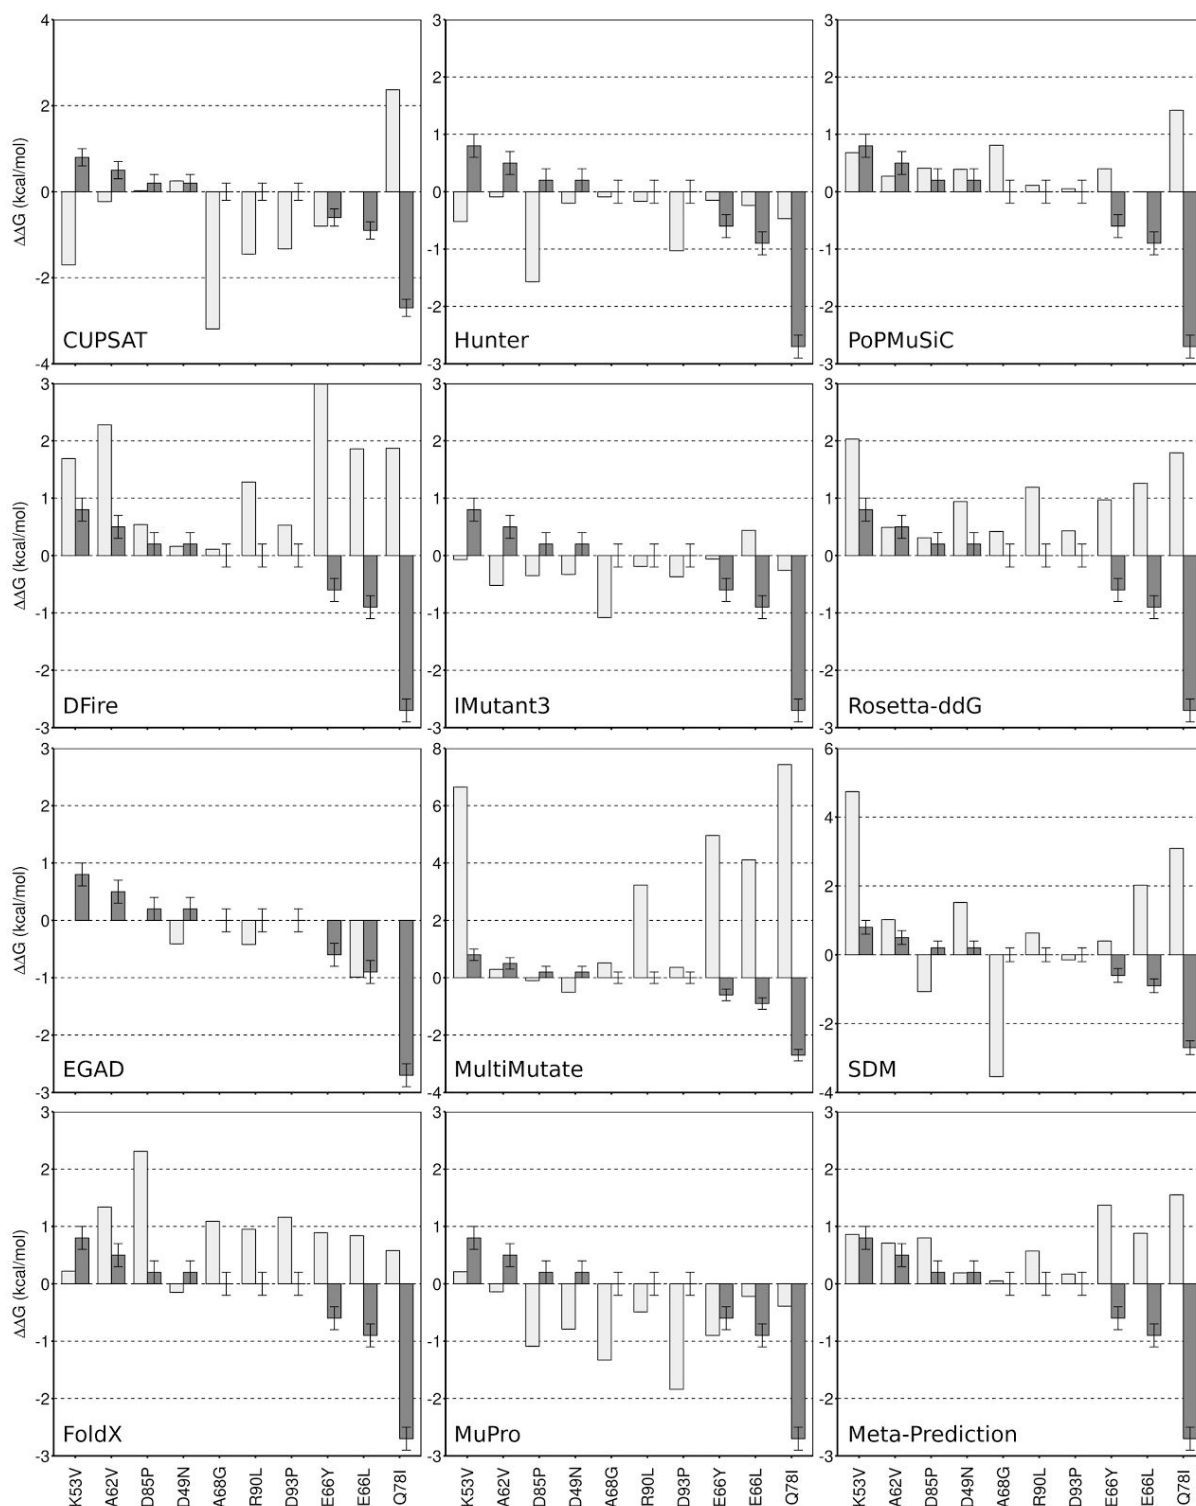 4
2
0
-2
-4
ΔΔG (kcal/mol)
CUPSAT
3
2
1
0
-1
-2
-3
Hunter
3
2
1
0
-1
-2
-3
PoPMuSiC
3
2
1
0
-1
-2
-3
ΔΔG (kcal/mol)
DFire
3
2
1
0
-1
-2
-3
IMutant3
3
2
1
0
-1
-2
-3
Rosetta-ddG
3
2
1
0
-1
-2
-3
ΔΔG (kcal/mol)
EGAD
8
6
4
2
0
-2
-4
MultiMutate
6
4
2
0
-2
-4
SDM
3
2
1
0
-1
-2
-3
ΔΔG (kcal/mol)
FoldX
3
2
1
0
-1
-2
-3
MuPro
3
2
1
0
-1
-2
-3
Meta-Prediction
K53V
A62V
D85P
D49N
A68G
R90L
D93P
E66Y
E66L
Q78I
K53V
A62V
D85P
D49N
A68G
R90L
D93P
E66Y
E66L
Q78I
K53V
A62V
D85P
D49N
A68G
R90L
D93P
E66Y
E66L
Q78I